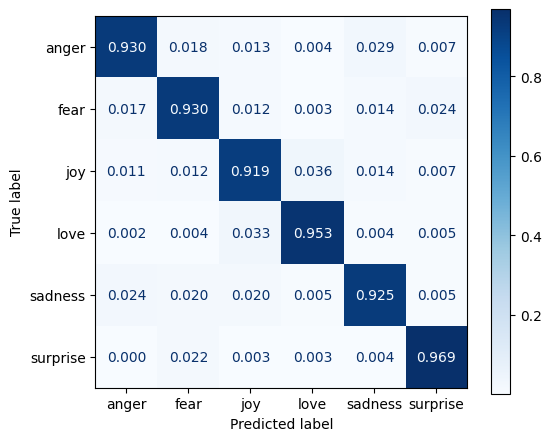 anger 0.930 0.018 0.013 0.004 0.029 0.007
fear 0.017 0.930 0.012 0.003 0.014 0.024
joy 0.011 0.012 0.919 0.036 0.014 0.007
love 0.002 0.004 0.033 0.953 0.004 0.005
sadness 0.024 0.020 0.020 0.005 0.925 0.005
surprise 0.000 0.022 0.003 0.003 0.004 0.969
anger fear joy love sadness surprise
Predicted label
True label
0.8
0.6
0.4
0.2